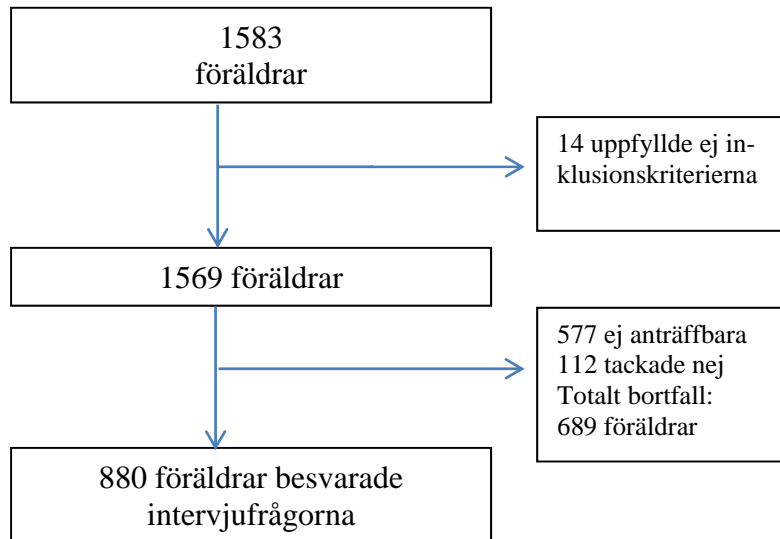 1583
föräldrar
14 uppfyllde ej in-
klusionskriterierna
1569 föräldrar
577 ej anträffbara
112 tackade nej
Totalt bortfall:
689 föräldrar
880 föräldrar besvarade
intervjufrågorna